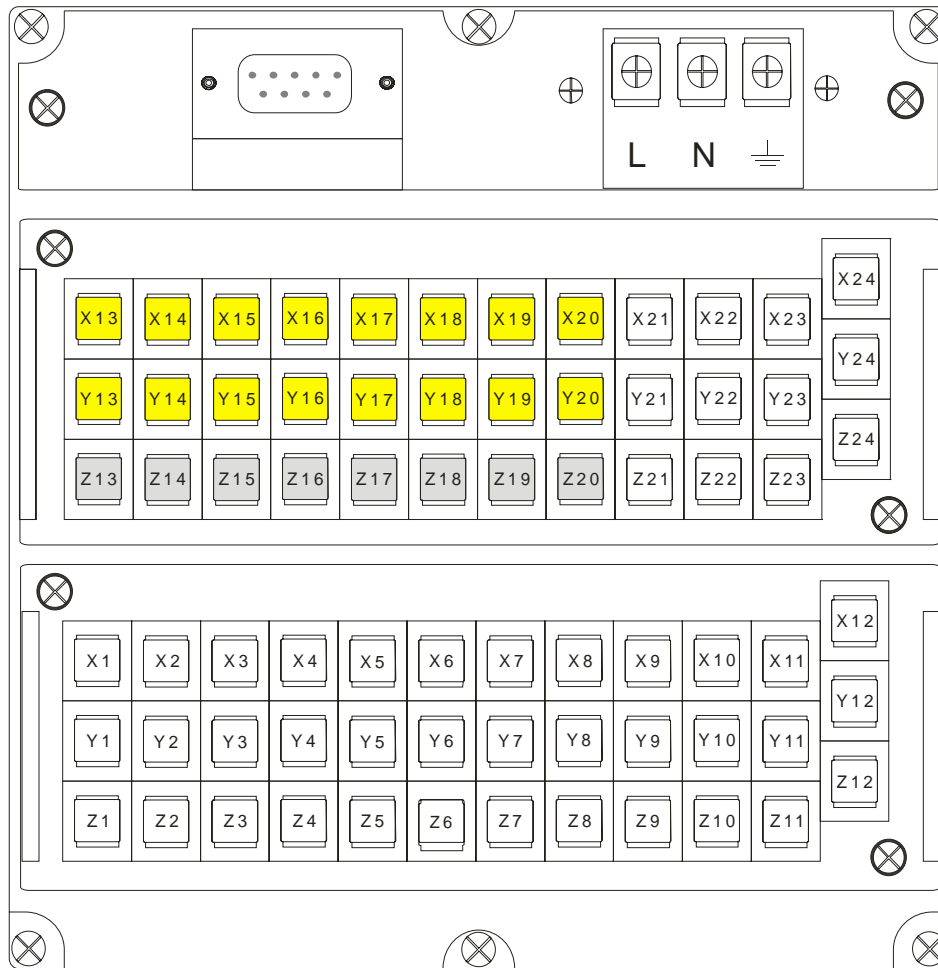 L N
X24
X13 X14 X15 X16 X17 X18 X19 X20 X21 X22 X23
Y24
Y13 Y14 Y15 Y16 Y17 Y18 Y19 Y20 Y21 Y22 Y23
Z24
Z13 Z14 Z15 Z16 Z17 Z18 Z19 Z20 Z21 Z22 Z23
X12
X1 X2 X3 X4 X5 X6 X7 X8 X9 X10 X11
Y12
Y1 Y2 Y3 Y4 Y5 Y6 Y7 Y8 Y9 Y10 Y11
Z12
Z1 Z2 Z3 Z4 Z5 Z6 Z7 Z8 Z9 Z10 Z11